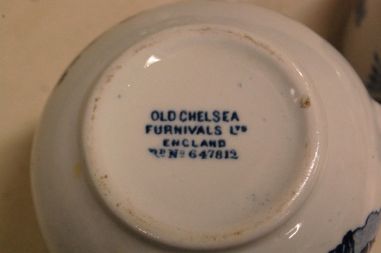 OLD CHELSEA
FURNIVALS LTD
ENGLAND
RD NO 647812